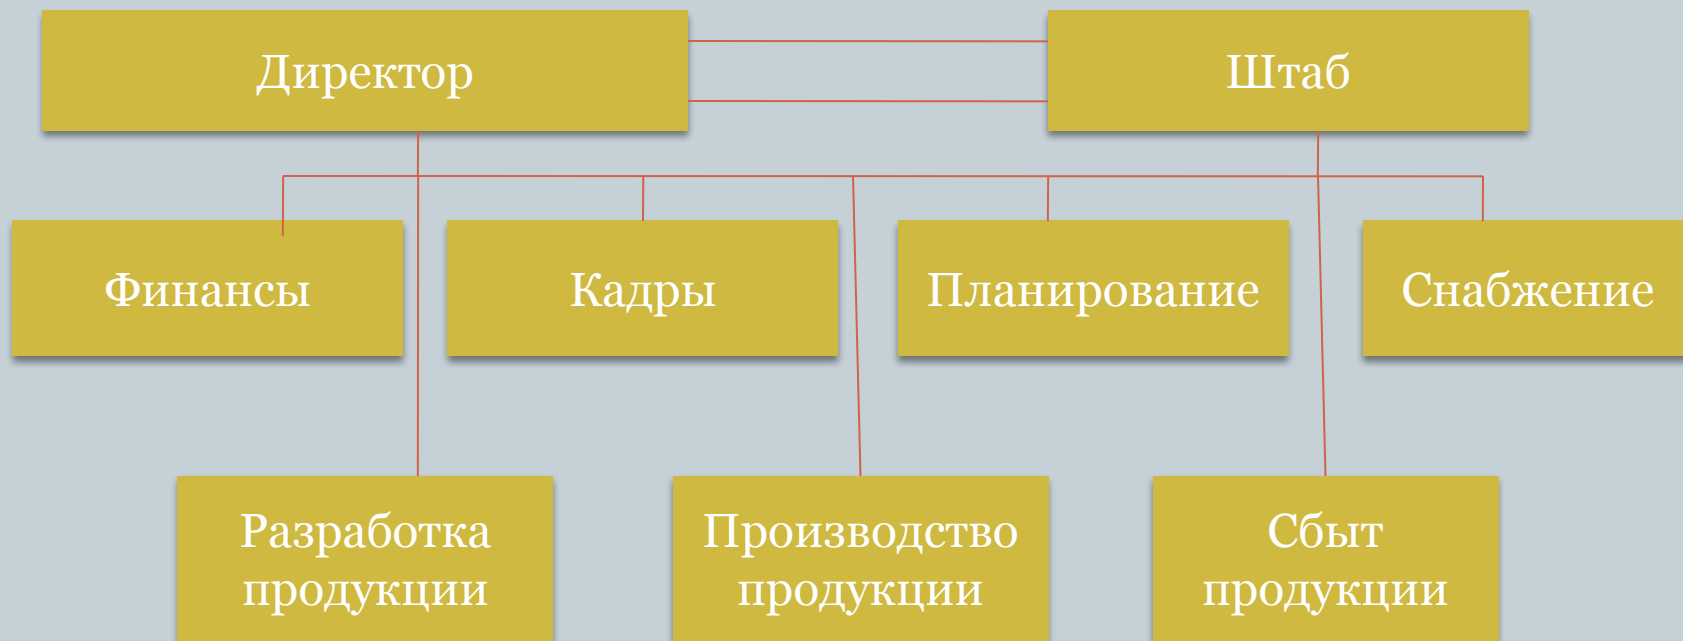 Директор
Штаб
Финансы
Кадры
Планирование
Снабжение
Разработка
продукции
Производство
продукции
Сбыт
продукции